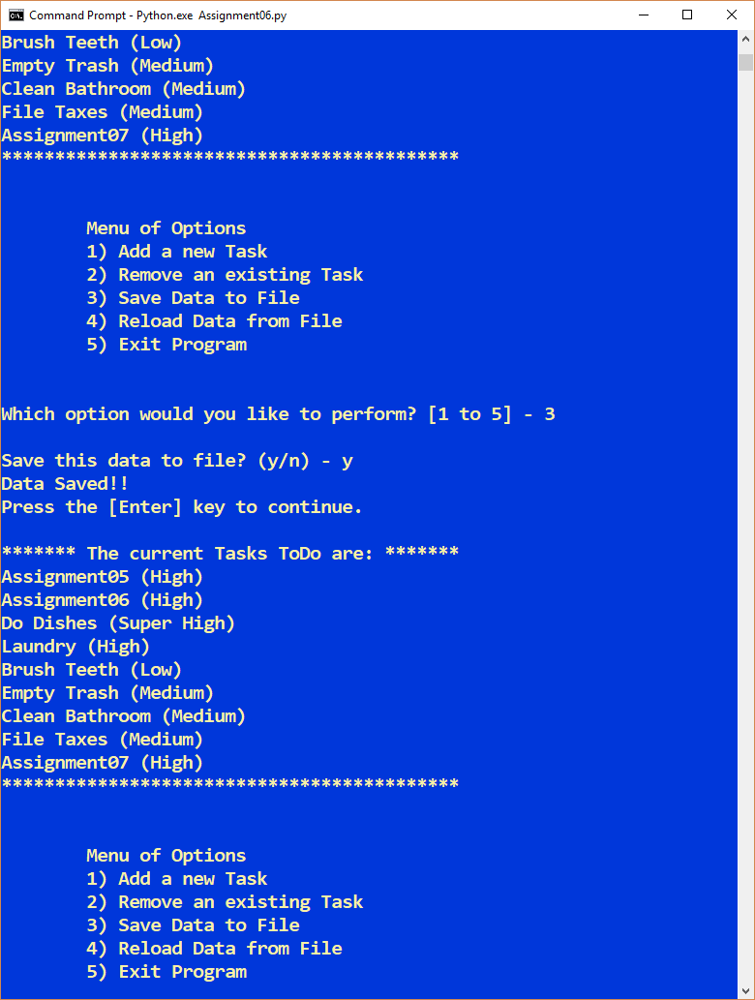 Command Prompt - Python.exe  Assignment06.py
Brush Teeth (Low)
Empty Trash (Medium)
Clean Bathroom (Medium)
File Taxes (Medium)
Assignment07 (High)
*******************************************
Menu of Options
1) Add a new Task
2) Remove an existing Task
3) Save Data to File
4) Reload Data from File
5) Exit Program
Which option would you like to perform? [1 to 5] - 3
Save this data to file? (y/n) - y
Data Saved!!
Press the [Enter] key to continue.
******* The current Tasks ToDo are: *******
Assignment05 (High)
Assignment06 (High)
Do Dishes (Super High)
Laundry (High)
Brush Teeth (Low)
Empty Trash (Medium)
Clean Bathroom (Medium)
File Taxes (Medium)
Assignment07 (High)
*******************************************
Menu of Options
1) Add a new Task
2) Remove an existing Task
3) Save Data to File
4) Reload Data from File
5) Exit Program